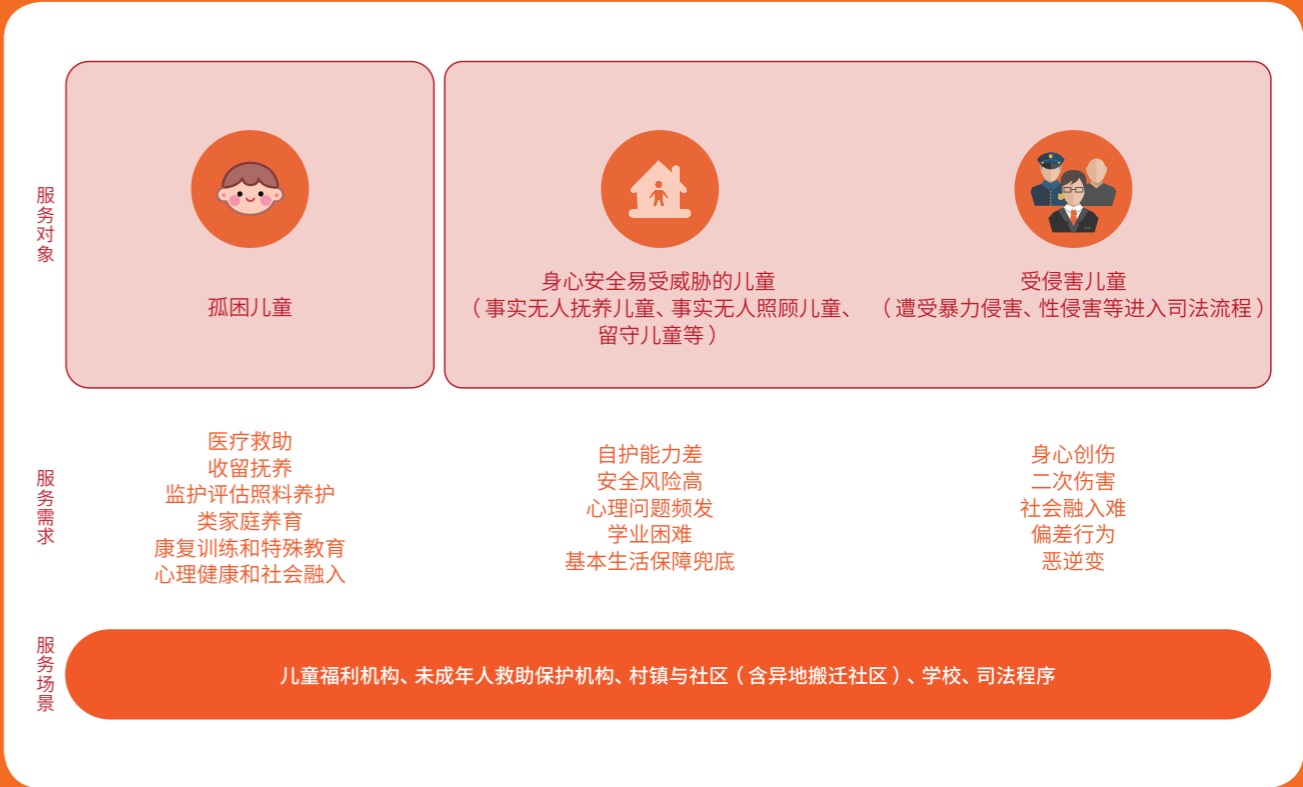 服务对象
孤困儿童
身心安全易受威胁的儿童
（事实无人抚养儿童、事实无人照顾儿童、
留守儿童等）
受侵害儿童
（遭受暴力侵害、性侵害等进入司法流程）
服务需求
医疗救助
收留抚养
监护评估照料养护
类家庭养育
康复训练和特殊教育
心理健康和社会融入
自护能力差
安全风险高
心理问题频发
学业困难
基本生活保障兜底
身心创伤
二次伤害
社会融入难
偏差行为
恶逆变
服务场景
儿童福利机构、未成年人救助保护机构、村镇与社区（含异地搬迁社区）、学校、司法程序